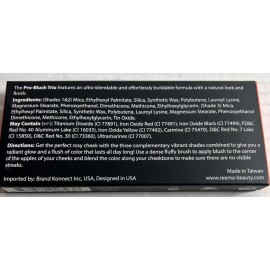 The Pro-Blush Trio features an ultra-blendable and effortlessly buildable formula with a natural look and
finish.
Ingredients: (Shades 1&2) Mica, Ethylhexyl Palmitate, Silica, Synthetic Wax, Polybutene, Lauroyl Lysine,
Magnesium Stearate, Phenoxyethanol, Dimethicone, Ethylhexylglycerin. (Shade 3) Mica, Ethylhexyl
Palmitate, Silica, Synthetic Wax, Polybutene, Lauroyl Lysine, Magnesium Stearate, Phenoxyethanol,
Dimethicone, Methicone, Ethylhexylglycerin, Tin Oxide.
May Contain (+/-): Titanium Dioxide (CI 77891), Iron Oxide Red (CI 77491), Iron Oxide Black (CI 77499), FD&C
Red No. 40 Aluminum Lake (CI 16035), Iron Oxide Yellow (CI 77492), Carmine (CI 75470), D&C Red No. 7 Lake
(CI 15850), Red No. 30 (CI 73360), Ultramarines (CI 77007).
Directions: Get the perfect rosy cheek with the three complementary vibrant shades combined to give you a
radiant glow and a flush of color that lasts all day long! Use a dense fluffy brush to apply blush to the center
of the apples of your cheeks and blend the color along your cheekbones to make sure there are no visible
streaks.
Made in Taiwan
Imported by: Brand Konnect Inc, USA, Designed in USA
www.reema-beauty.com